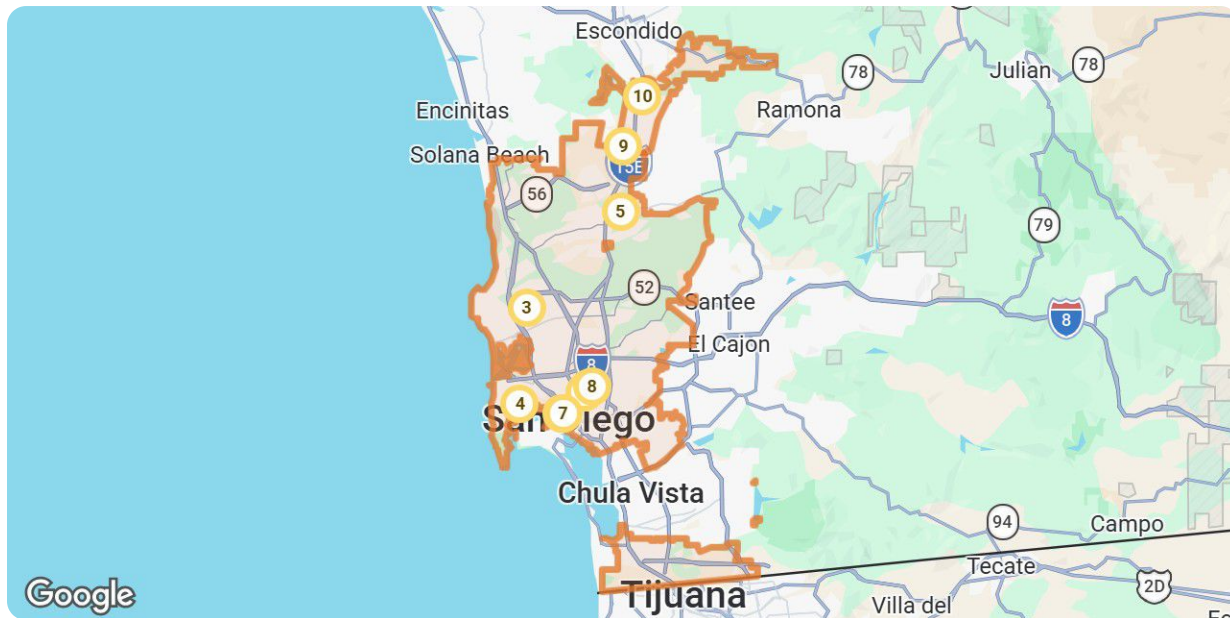 Escondido
78
Julian
78
10
Encinitas
Ramona
9
Solana Beach
15E
56
5
79
52
Santee
3
8
El Cajon
8
8
4
7
San Diego
Chula Vista
94
Campo
Tecate
2D
Google
Tijuana
Villa del